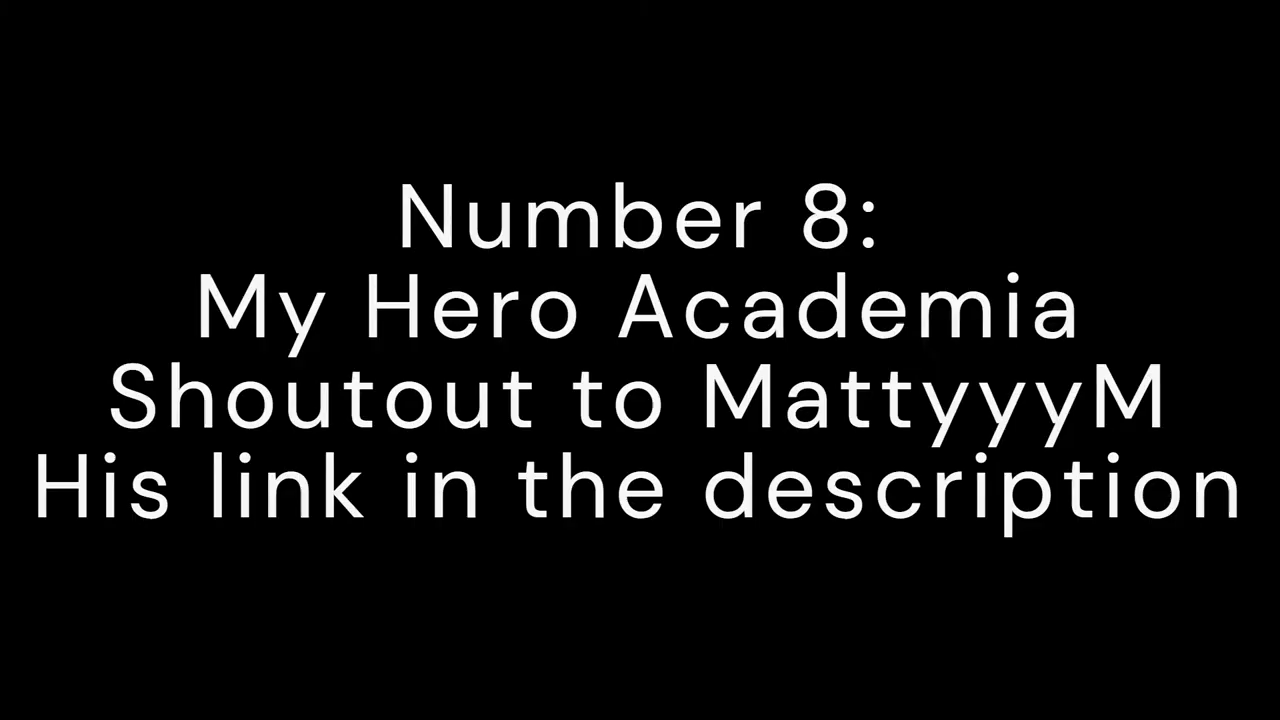 Number 8:
My Hero Academia
Shoutout to MattyyyM
His link in the description